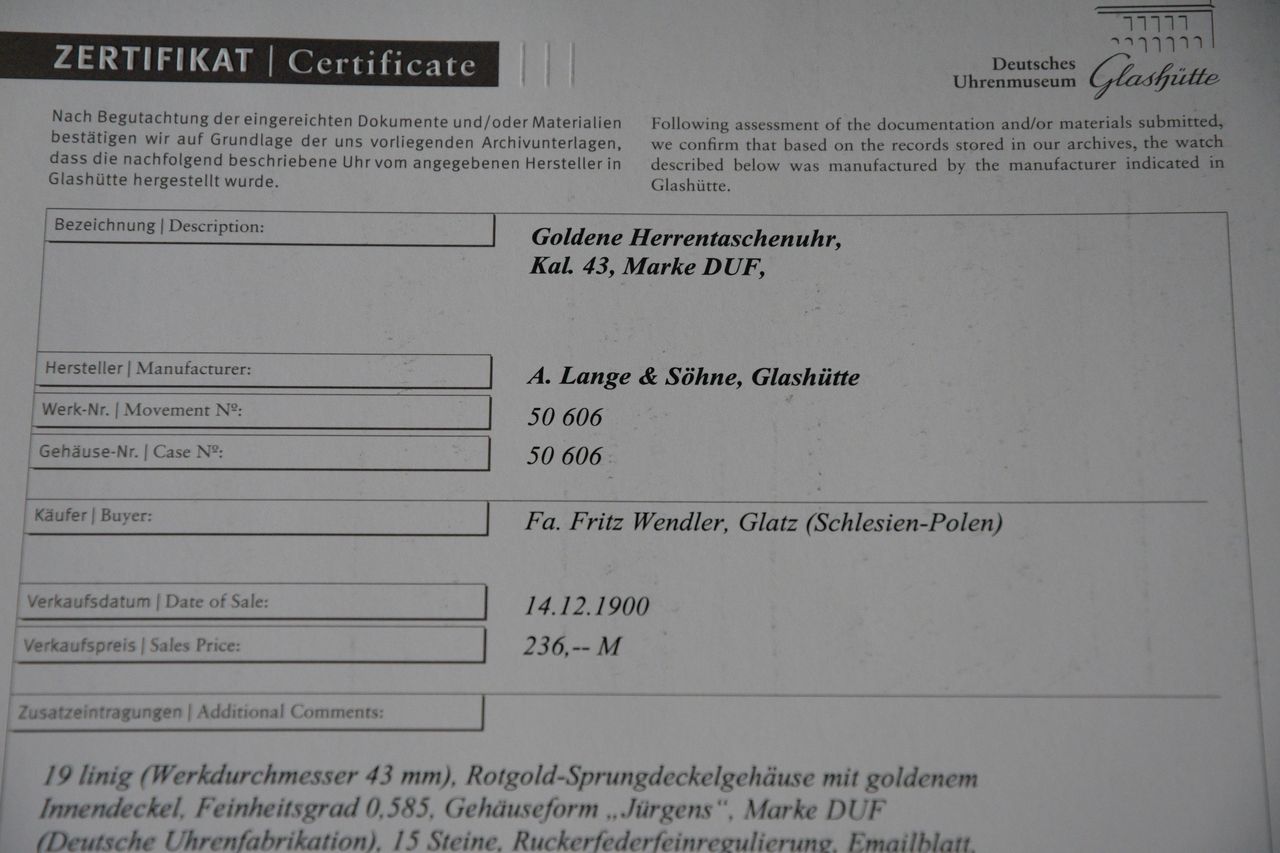 ZERTIFIKAT | Certificate
Deutsches
Uhrenmuseum Glashütte
Nach Begutachtung der eingereichten Dokumente und/oder Materialien
bestätigen wir auf Grundlage der uns vorliegenden Archivunterlagen,
dass die nachfolgend beschriebene Uhr vom angegebenen Hersteller in
Glashütte hergestellt wurde.
Following assessment of the documentation and/or materials submitted,
we confirm that based on the records stored in our archives, the watch
described below was manufactured by the manufacturer indicated in
Glashütte.
Bezeichnung | Description:
Goldene Herrentaschenuhr,
Kal. 43, Marke DUF,
Hersteller | Manufacturer:
A. Lange & Söhne, Glashütte
Werk-Nr. | Movement Nº:
50 606
Gehäuse-Nr. | Case Nº:
50 606
Käufer | Buyer:
Fa. Fritz Wendler, Glatz (Schlesien-Polen)
Verkaufsdatum | Date of Sale:
14.12.1900
Verkaufspreis | Sales Price:
236,-- M
Zusatzeintragungen | Additional Comments:
19 linig (Werkdurchmesser 43 mm), Rotgold-Sprungdeckelgehäuse mit goldenem
Innendeckel, Feinheitsgrad 0,585, Gehäuseform „Jürgens“, Marke DUF
(Deutsche Uhrenfabrikation), 15 Steine, Ruckerfederfeinregulierung, Emailblatt,